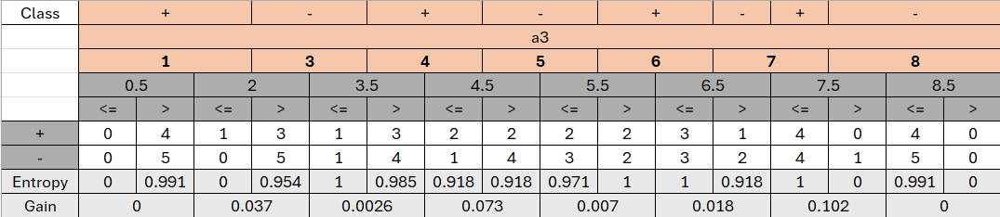 Class + - + - + - + -
a3
1 3 4 5 6 7 8
0.5 2 3.5 4.5 5.5 6.5 7.5 8.5
<= > <= > <= > <= > <= > <= > <= > <= >
+ 0 4 1 3 1 3 2 2 2 2 3 1 4 0 4 0
- 0 5 0 5 1 4 1 4 3 2 3 2 4 1 5 0
Entropy 0 0.991 0 0.954 1 0.985 0.918 0.918 0.971 1 1 0.918 1 0 0.991 0
Gain 0 0.037 0.0026 0.073 0.007 0.018 0.102 0